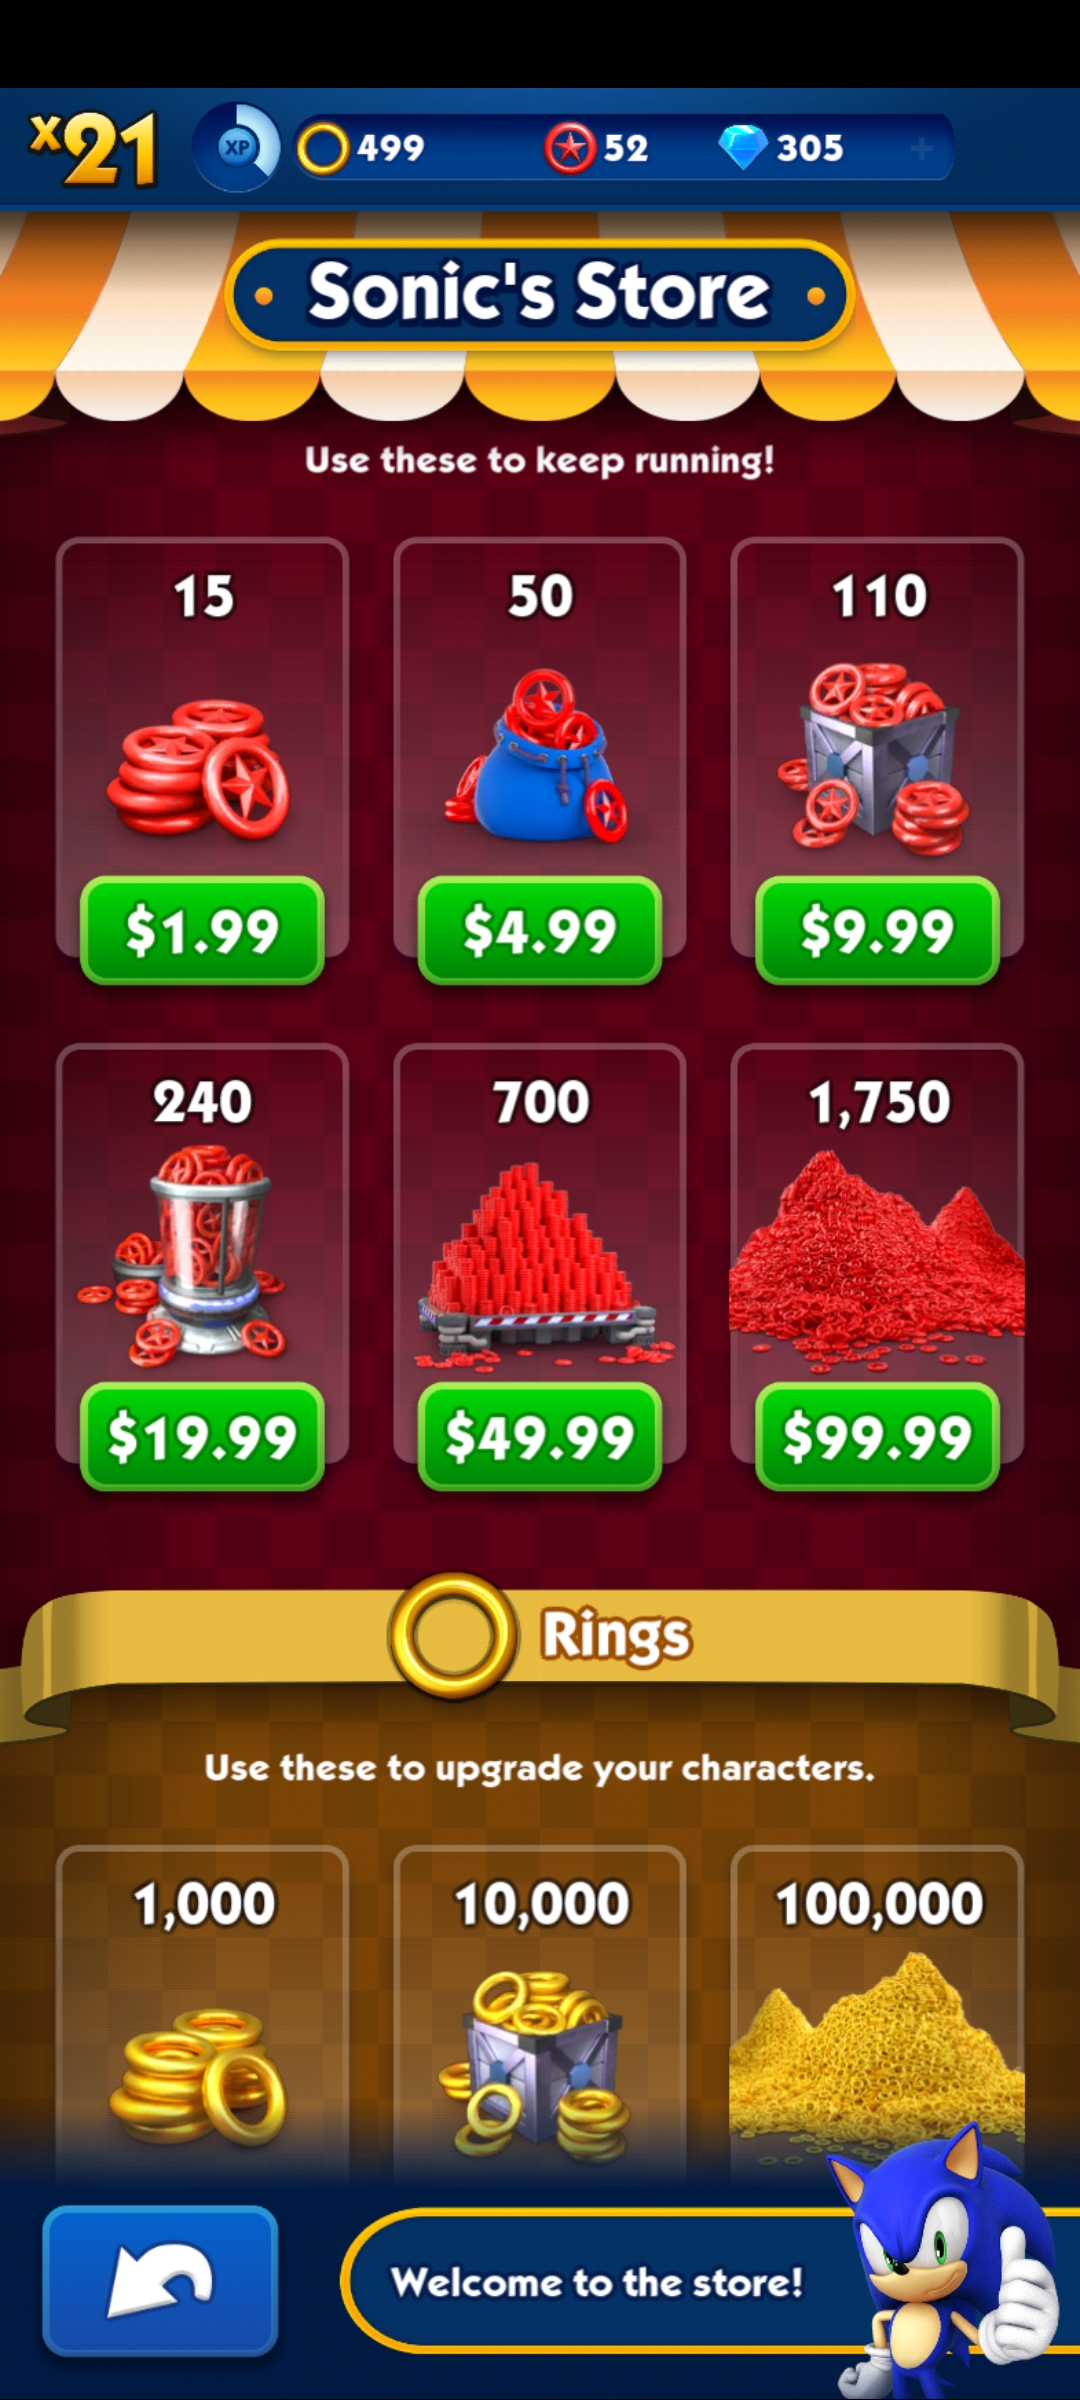 x21 XP 499 52 305 +
Sonic's Store
Use these to keep running!
15 50 110
$1.99 $4.99 $9.99
240 700 1,750
$19.99 $49.99 $99.99
Rings
Use these to upgrade your characters.
1,000 10,000 100,000
Welcome to the store!